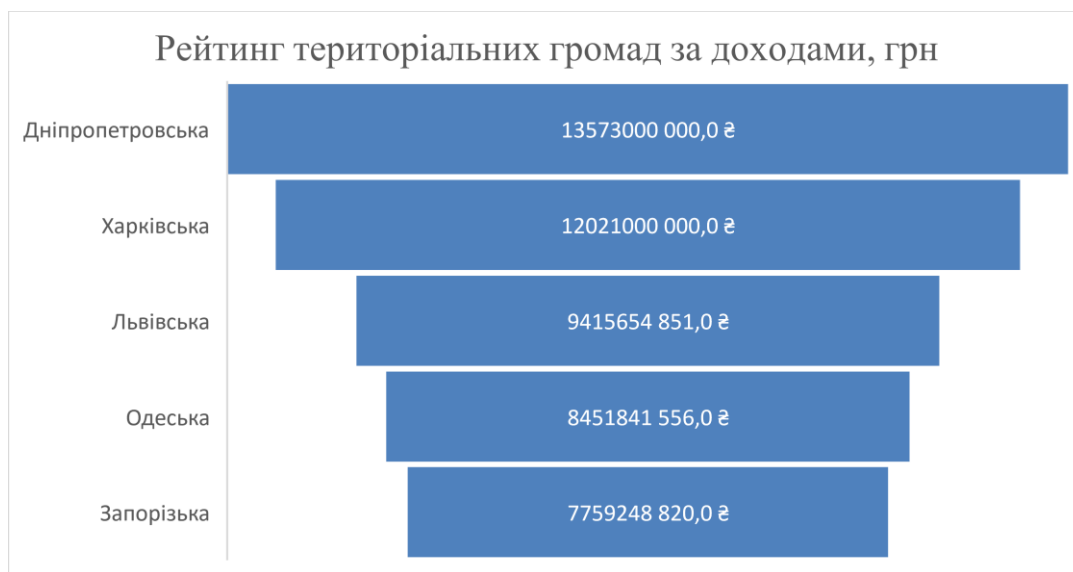 Рейтинг територіальних громад за доходами, грн
Дніпропетровська 13573000 000,0 ₴
Харківська 12021000 000,0 ₴
Львівська 9415654 851,0 ₴
Одеська 8451841 556,0 ₴
Запорізька 7759248 820,0 ₴